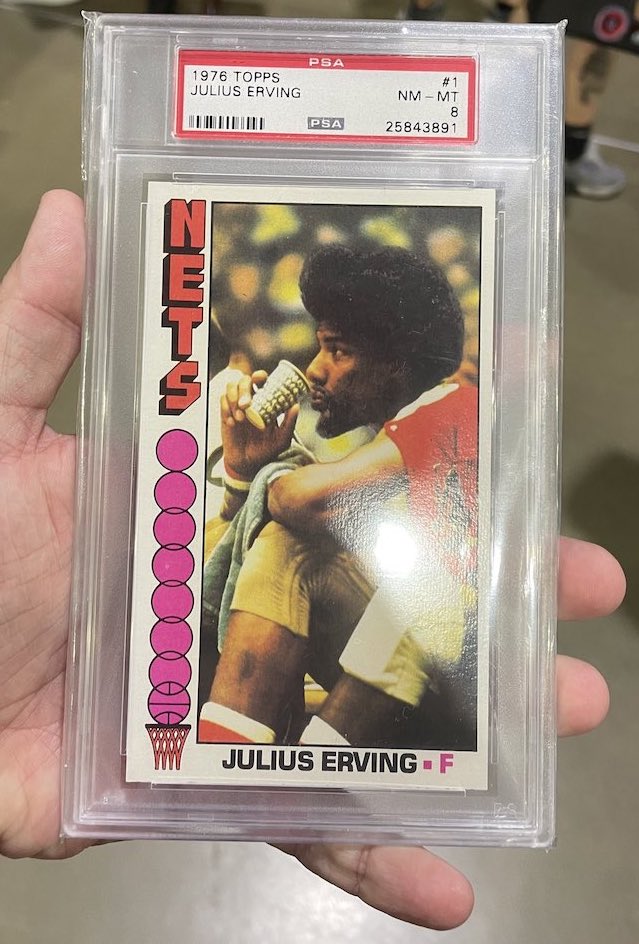 PSA
1976 TOPPS #1
JULIUS ERVING NM – MT
8
PSA 25843891
NETS
JULIUS ERVING ▪ F